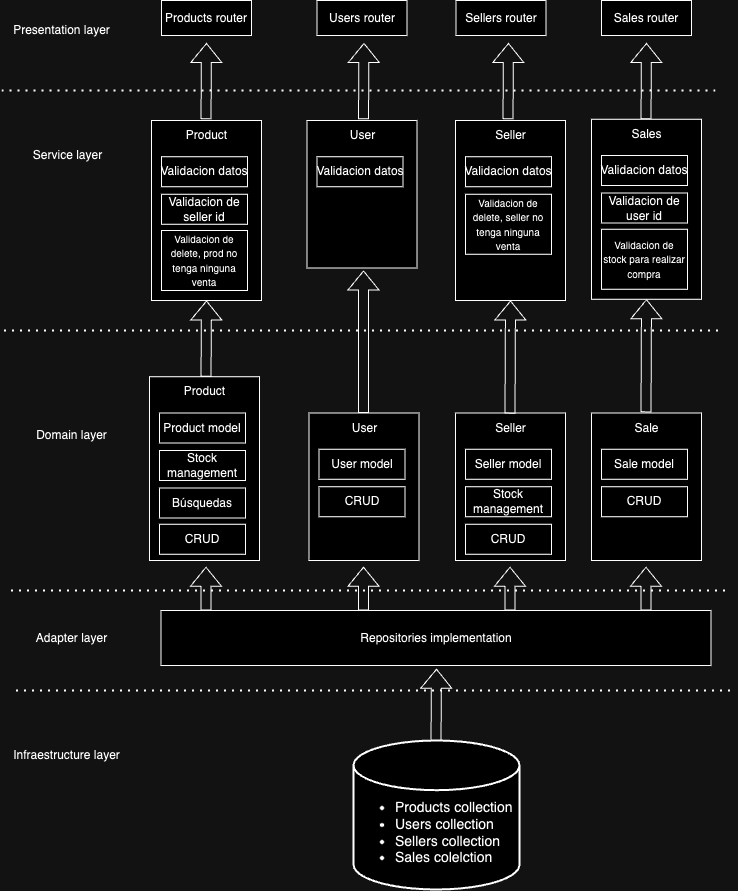 Presentation layer
Products router
Users router
Sellers router
Sales router
Service layer
Product
Validacion datos
Validacion de
seller id
Validacion de
delete, prod no
tenga ninguna
venta
User
Validacion datos
Seller
Validacion datos
Validacion de
delete, seller no
tenga ninguna
venta
Sales
Validacion datos
Validacion de
user id
Validacion de
stock para realizar
compra
Domain layer
Product
Product model
Stock
management
Búsquedas
CRUD
User
User model
CRUD
Seller
Seller model
Stock
management
CRUD
Sale
Sale model
CRUD
Adapter layer
Repositories implementation
Infraestructure layer
• Products collection
• Users collection
• Sellers collection
• Sales colelction